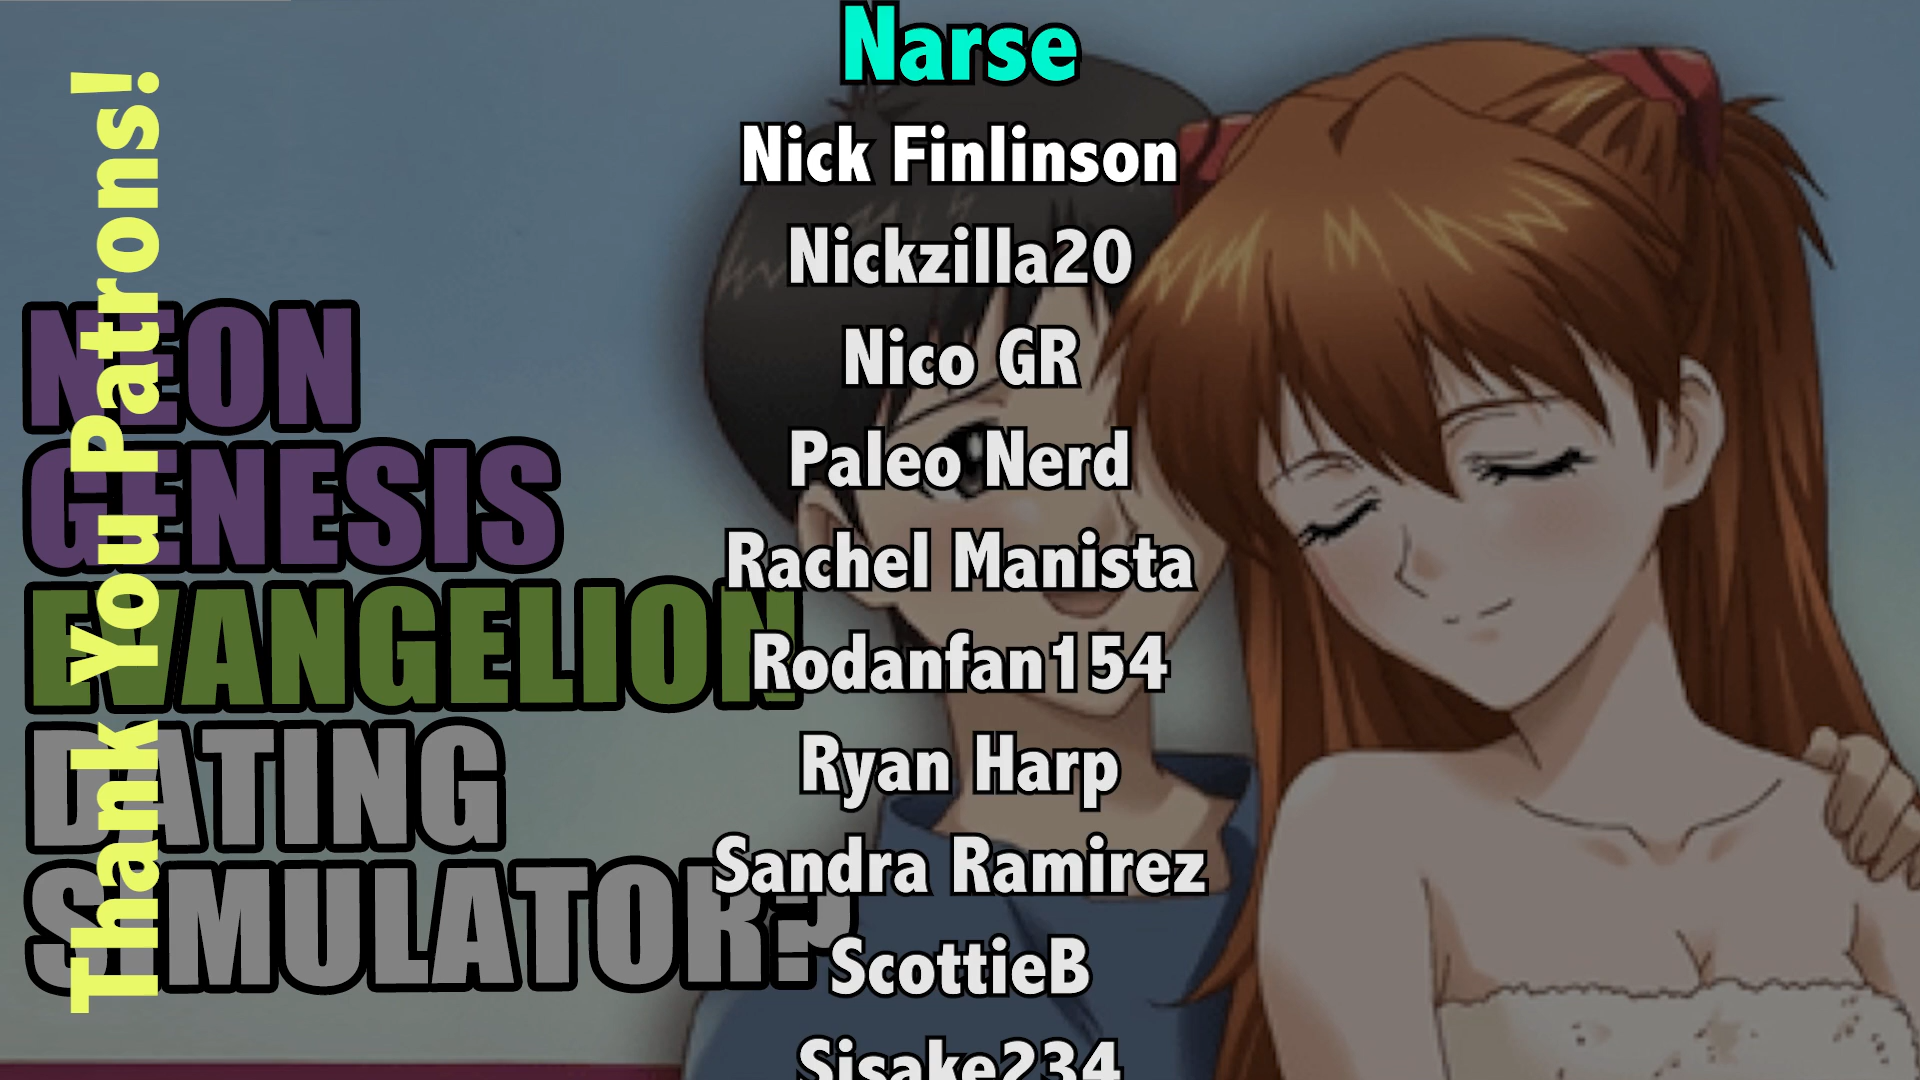 Thank You Patrons!
NEON
GENESIS
EVANGELION
DATING
SIMULATOR?
Narse
Nick Finlinson
Nickzilla20
Nico GR
Paleo Nerd
Rachel Manista
Rodanfan154
Ryan Harp
Sandra Ramirez
ScottieB
Sisake234